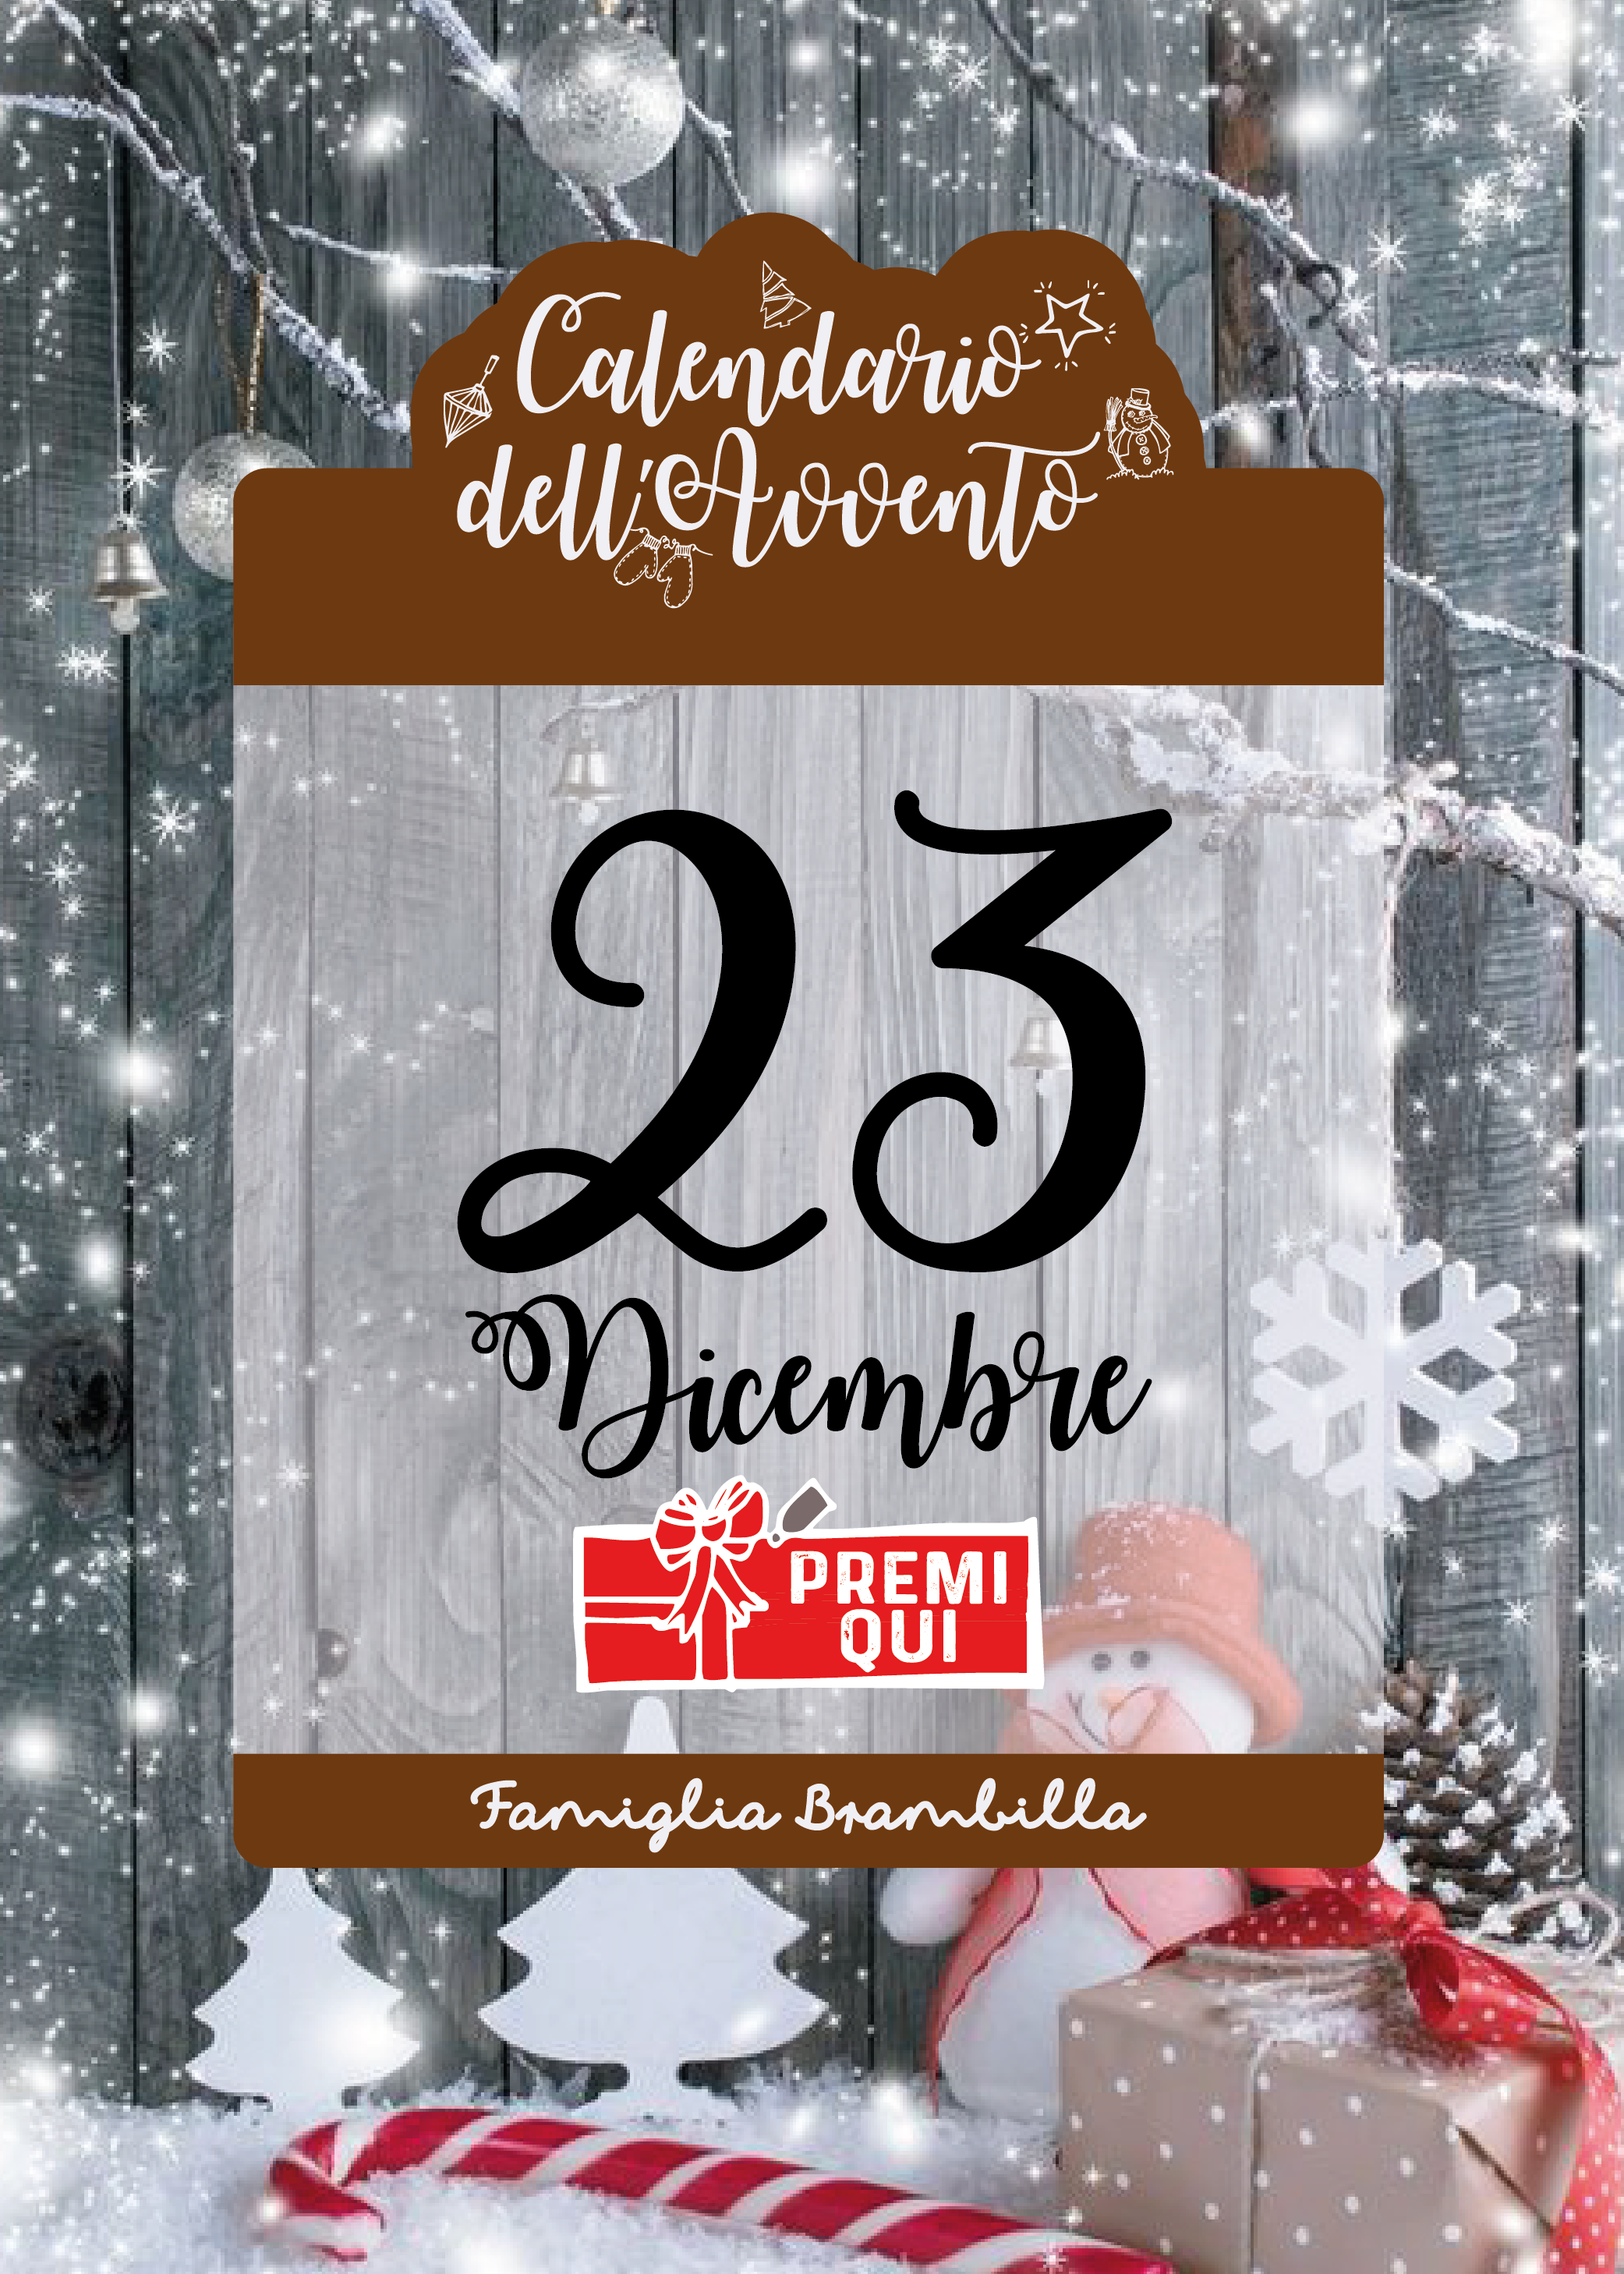 Calendario
dell'Avvento
23
Dicembre
PREMI
QUI
Famiglia Brambilla